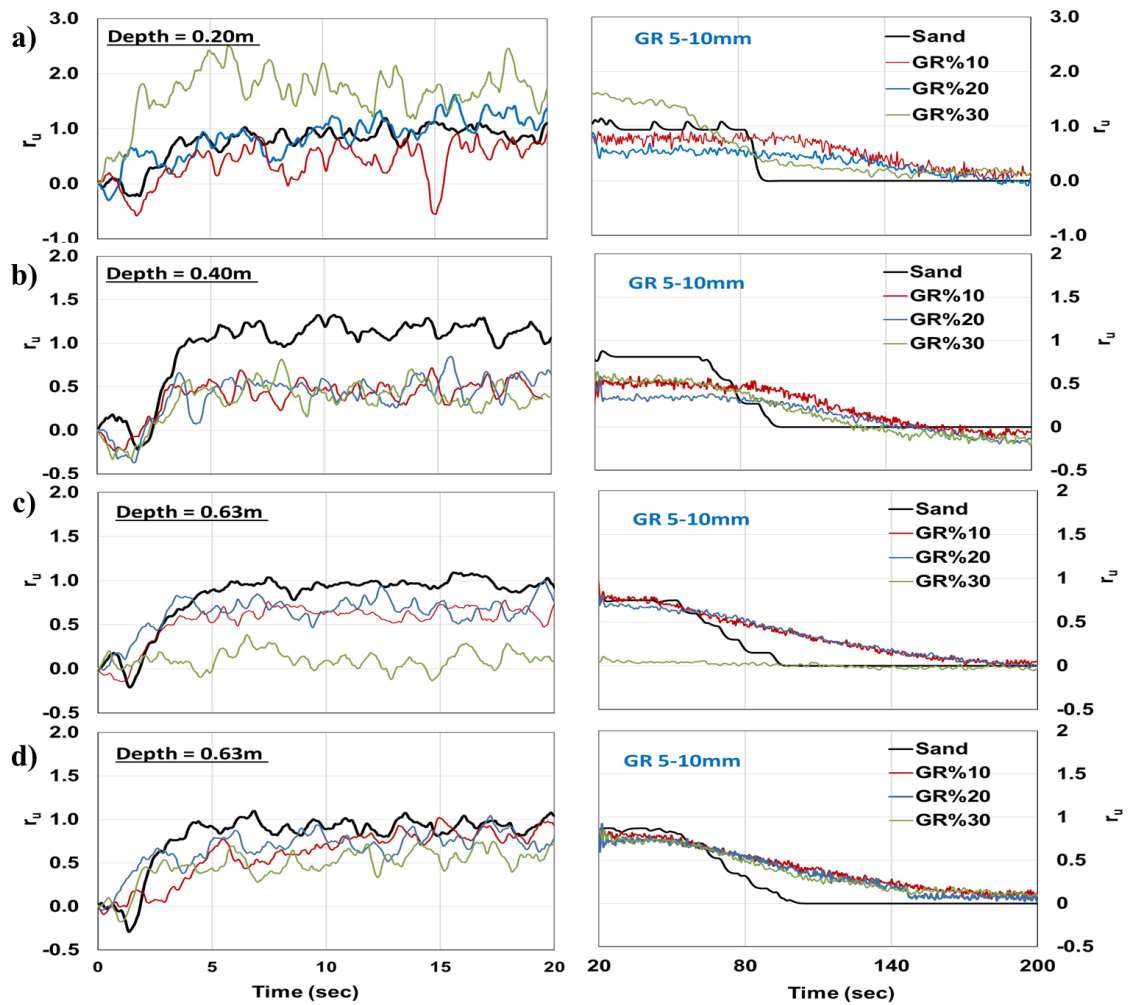 a)
Depth = 0.20m
3.0
2.0
1.0
0.0
-1.0
r_u
GR 5-10mm
Sand
GR%10
GR%20
GR%30
3.0
2.0
1.0
0.0
-1.0
r_u
b)
Depth = 0.40m
2.0
1.5
1.0
0.5
0.0
-0.5
r_u
GR 5-10mm
Sand
GR%10
GR%20
GR%30
2
1.5
1
0.5
0
-0.5
r_u
c)
Depth = 0.63m
2.0
1.5
1.0
0.5
0.0
-0.5
r_u
GR 5-10mm
Sand
GR%10
GR%20
GR%30
2
1.5
1
0.5
0
-0.5
r_u
d)
Depth = 0.63m
2.0
1.5
1.0
0.5
0.0
-0.5
r_u
0 5 10 15 20
Time (sec)
GR 5-10mm
Sand
GR%10
GR%20
GR%30
2
1.5
1
0.5
0
-0.5
r_u
20 80 140 200
Time (sec)